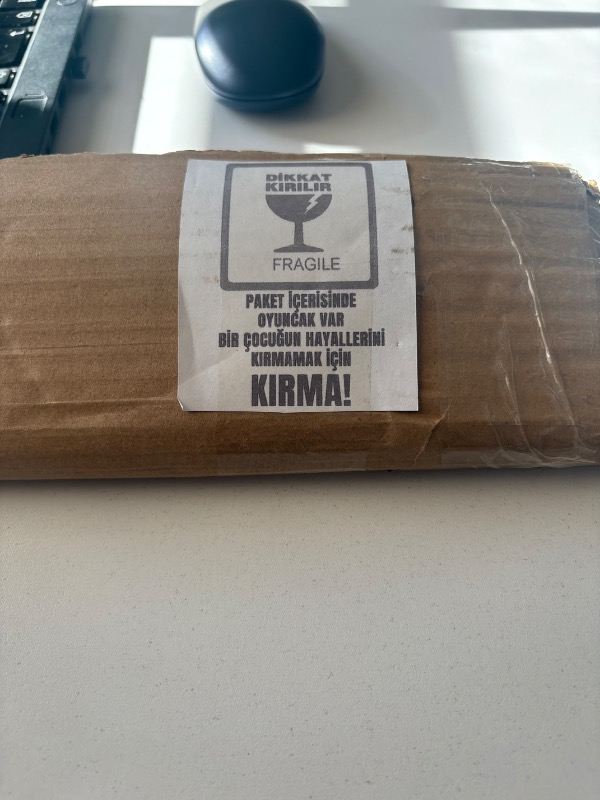 DİKKAT
KIRILIR
FRAGILE
PAKET İÇERİSİNDE
OYUNCAK VAR
BİR ÇOCUĞUN HAYALLERİNİ
KIRMAMAK İÇİN
KIRMA!